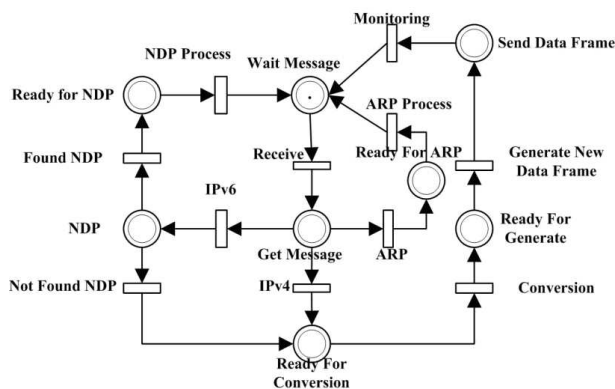 Monitoring
Send Data Frame
NDP Process
Wait Message
Ready for NDP
ARP Process
Receive
Ready For ARP
Found NDP
Generate New
Data Frame
IPv6
NDP
Ready For
Generate
Get Message
ARP
Not Found NDP
IPv4
Conversion
Ready For
Conversion